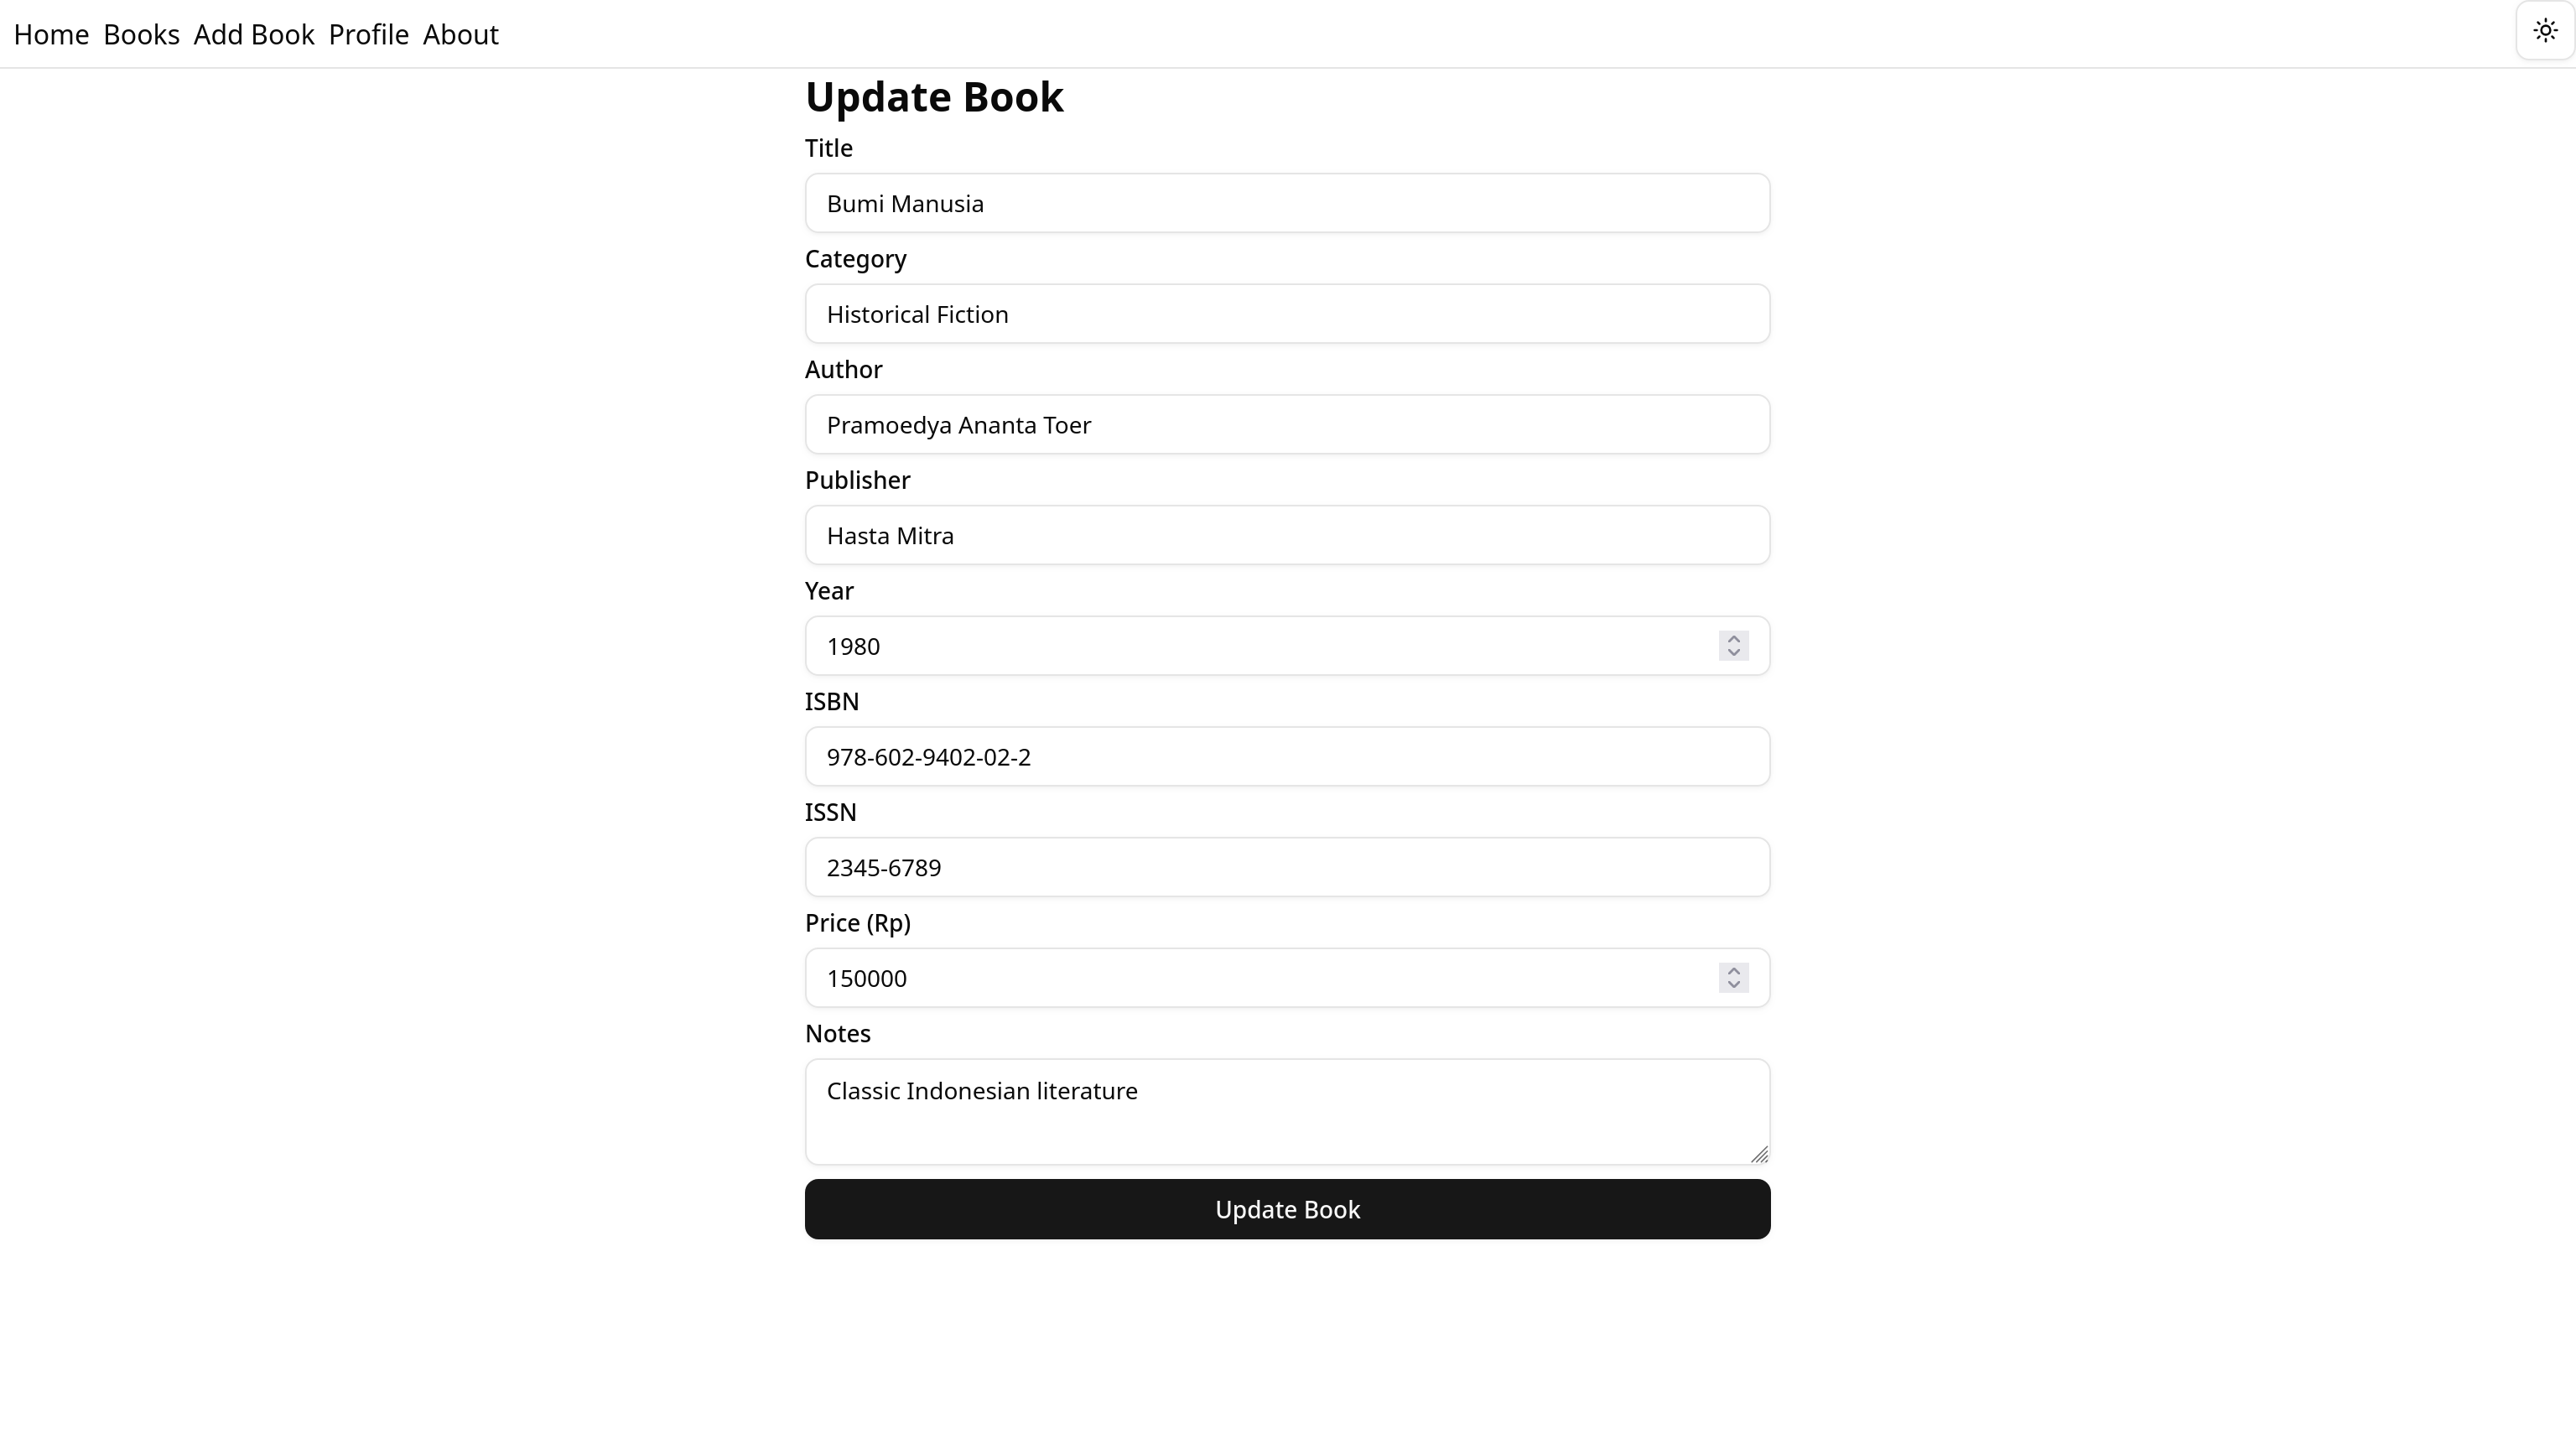 Home Books Add Book Profile About
Update Book
Title
Bumi Manusia
Category
Historical Fiction
Author
Pramoedya Ananta Toer
Publisher
Hasta Mitra
Year
1980
ISBN
978-602-9402-02-2
ISSN
2345-6789
Price (Rp)
150000
Notes
Classic Indonesian literature
Update Book